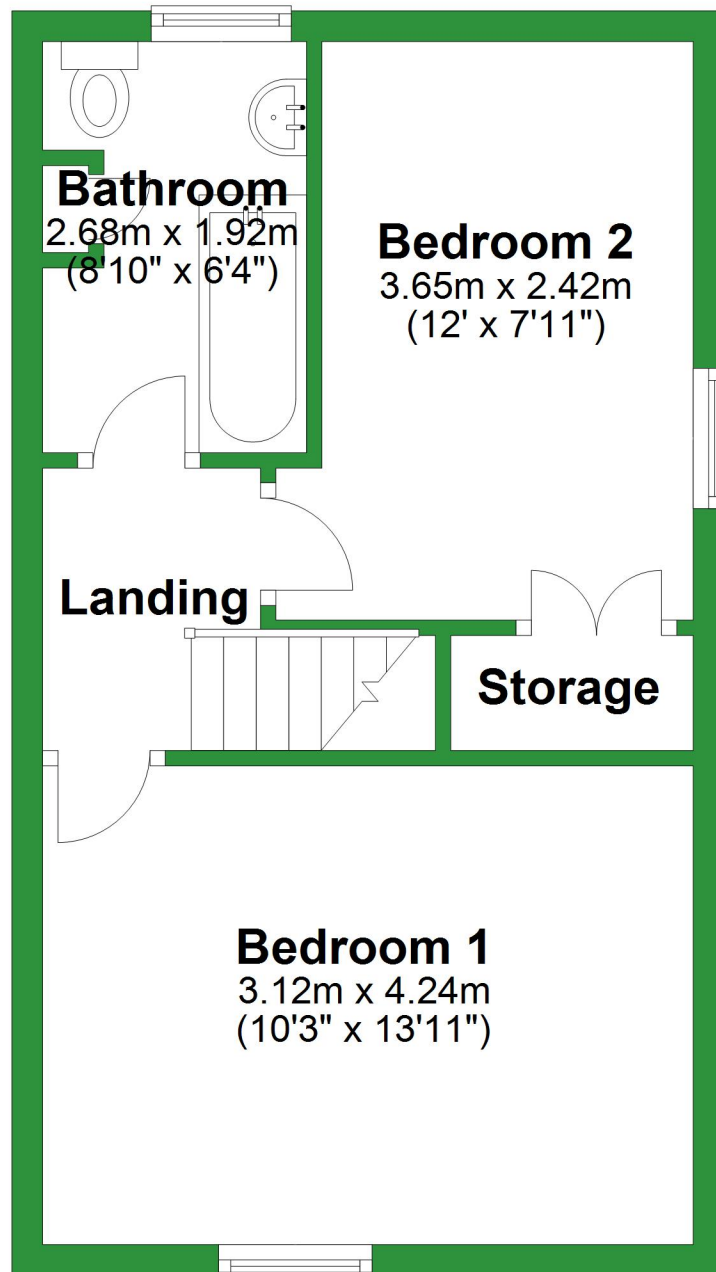 Bathroom
2.68m x 1.92m
(8'10" x 6'4")
Bedroom 2
3.65m x 2.42m
(12' x 7'11")
Landing
Storage
Bedroom 1
3.12m x 4.24m
(10'3" x 13'11")